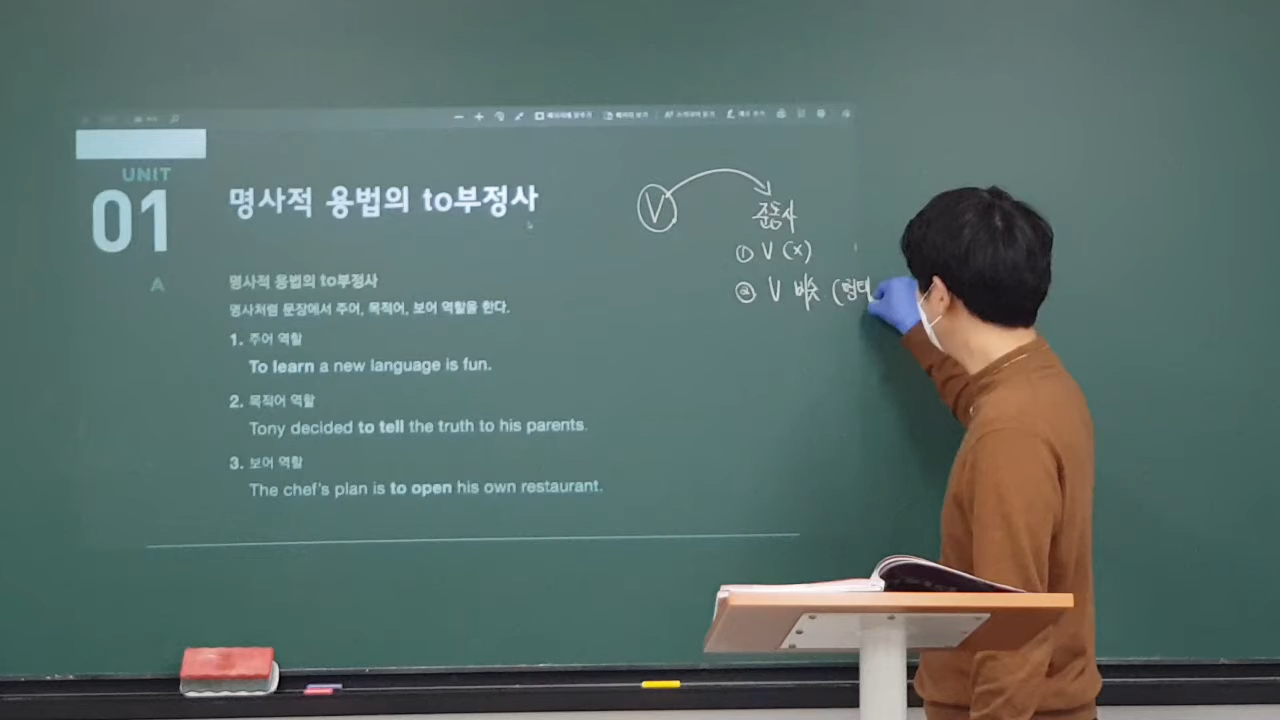 UNIT
01
명사적 용법의 to부정사
A
명사적 용법의 to부정사
명사처럼 문장에서 주어, 목적어, 보어 역할을 한다.
1. 주어 역할
To learn a new language is fun.
2. 목적어 역할
Tony decided to tell the truth to his parents.
3. 보어 역할
The chef's plan is to open his own restaurant.
V
준동사
① V (x)
② V 비슷 (형태